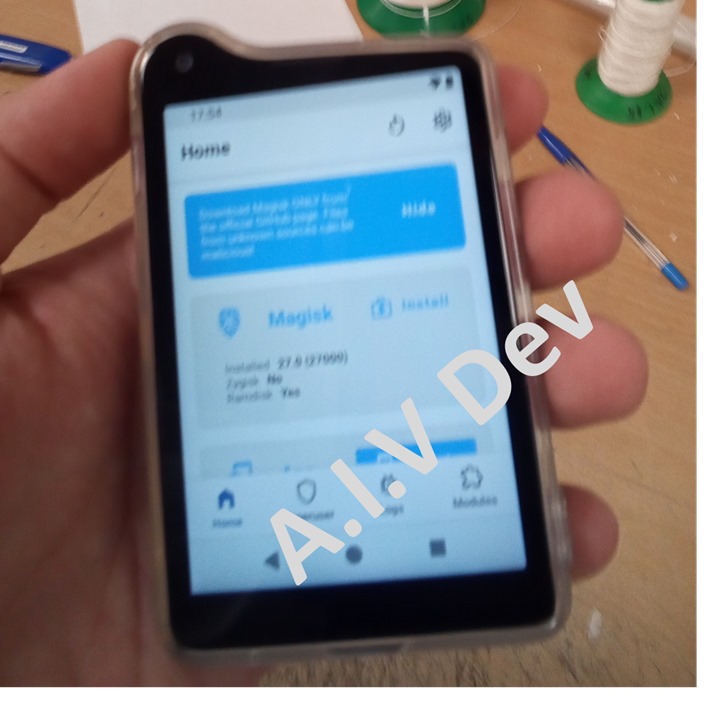 17:54
Home
Download Magisk ONLY from
the official GitHub page. Files
from unknown sources can be
malicious!
Hide
Magisk
Install
Installed 27.0 (27000)
Zygisk No
Ramdisk Yes
Home
Modules
A.I.V Dev